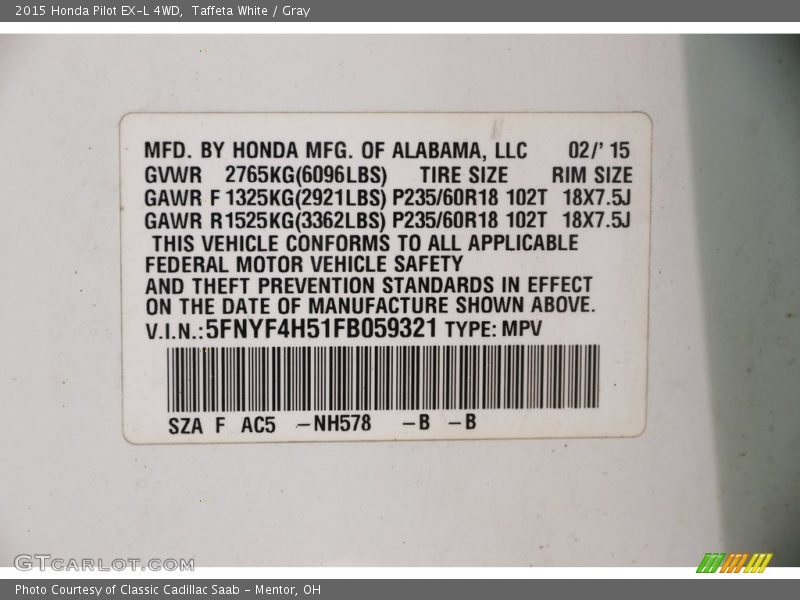 2015 Honda Pilot EX-L 4WD, Taffeta White / Gray
MFD. BY HONDA MFG. OF ALABAMA, LLC 02/' 15
GVWR 2765KG(6096LBS) TIRE SIZE RIM SIZE
GAWR F 1325KG(2921LBS) P235/60R18 102T 18X7.5J
GAWR R1525KG(3362LBS) P235/60R18 102T 18X7.5J
THIS VEHICLE CONFORMS TO ALL APPLICABLE
FEDERAL MOTOR VEHICLE SAFETY
AND THEFT PREVENTION STANDARDS IN EFFECT
ON THE DATE OF MANUFACTURE SHOWN ABOVE.
V.I.N.:5FNYF4H51FB059321 TYPE: MPV
SZA F AC5 -NH578 -B -B
GTCARLOT.COM
Photo Courtesy of Classic Cadillac Saab - Mentor, OH